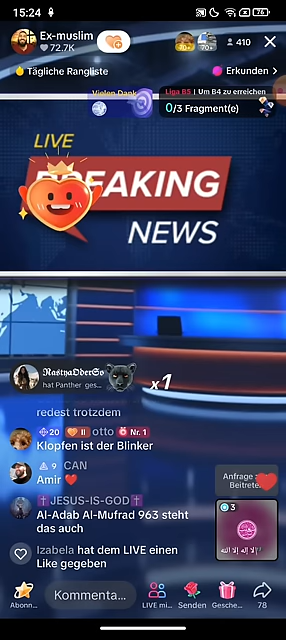 15:24
76
Ex-muslim
72.7K
70+
410
Tägliche Rangliste
Erkunden
Vielen Dank
Liga B5 | Um B4 zu erreichen
0/3 Fragment(e)
LIVE
BREAKING
NEWS
hat Panther ges...
x1
redest trotzdem
20 II otto Nr. 1
Klopfen ist der Blinker
9 CAN
Amir ❤️
✝️JESUS-IS-GOD✝️
Al-Adab Al-Mufrad 963 steht
das auch
Izabela hat dem LIVE einen
Like gegeben
Anfrage
Beitrete
3
Abonn...
Kommenta...
LIVE mi...
Senden
Gesche...
78